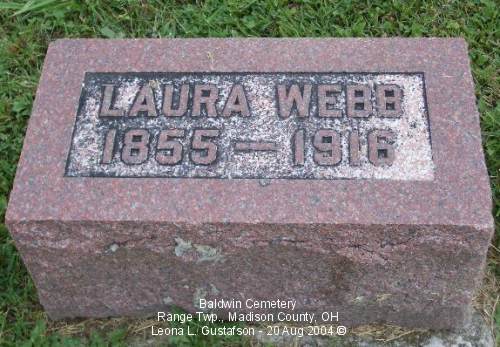 LAURA WEBB
1855 — 1916
Baldwin Cemetery
Range Twp., Madison County, OH
Leona L. Gustafson - 20 Aug 2004 ©